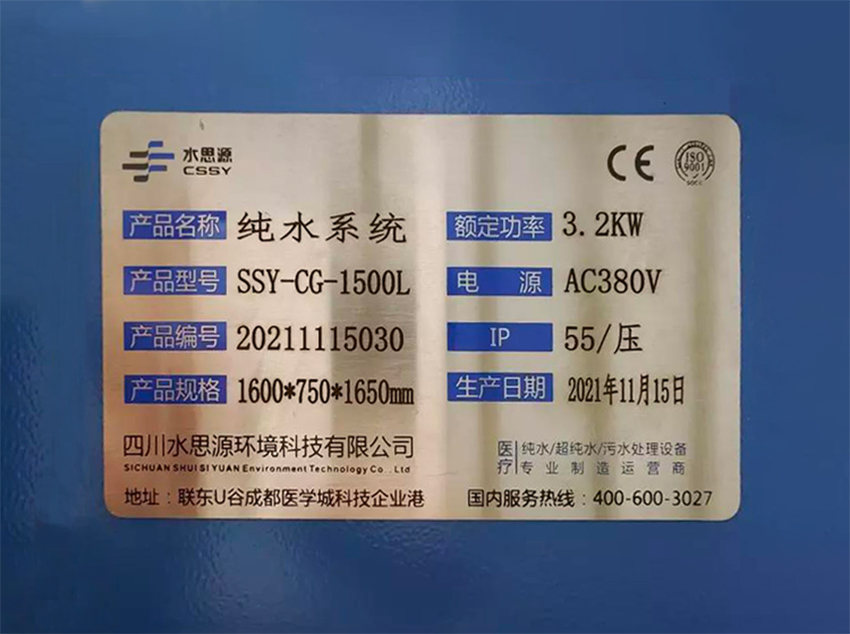 水思源
CSSY
CE
ISO
9001
SGCC
产品名称 纯水系统
额定功率 3.2KW
产品型号 SSY-CG-1500L
电 源 AC380V
产品编号 20211115030
IP 55/压
产品规格 1600*750*1650mm
生产日期 2021年11月15日
四川水思源环境科技有限公司
SICHUAN SHUISIYUAN Environment Technology Co.,Ltd
医疗
纯水/超纯水/污水处理设备
专业制造运营商
地址:联东U谷成都医学城科技企业港
国内服务热线:400-600-3027